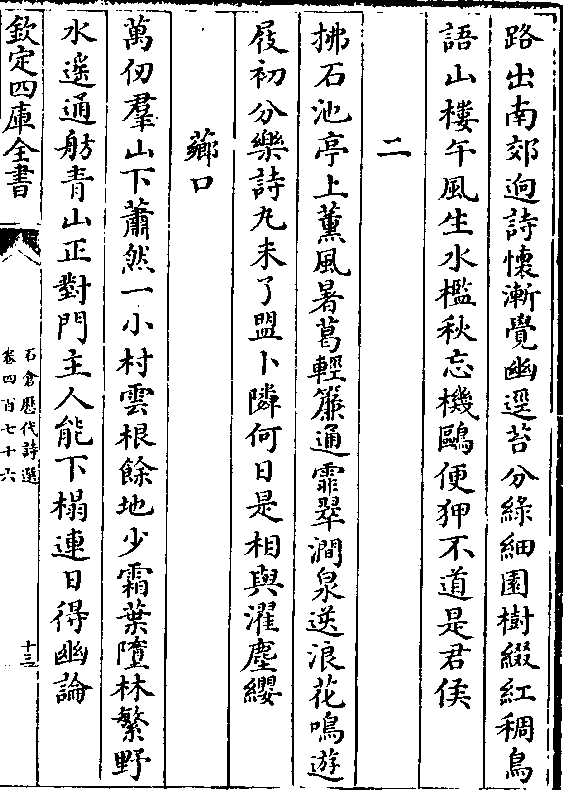 路出南郊逈詩懷漸覺幽逕苔分綠細園樹綴紅稠鳥
語山樓午風生水檻秋忘機鷗便狎不道是君侯
二
拂石池亭上薰風暑葛輕簾通霏翠澗泉送浪花鳴遊
屐初分樂詩九未了盟卜隣何日是相與濯塵纓
薌口
萬仞羣山下蕭然一小村雲根餘地少霜葉墮林繁野
水遙通舫青山正對門主人能下榻連日得幽論
欽定四庫全書
石倉歷代詩選
卷四百七十六
十三